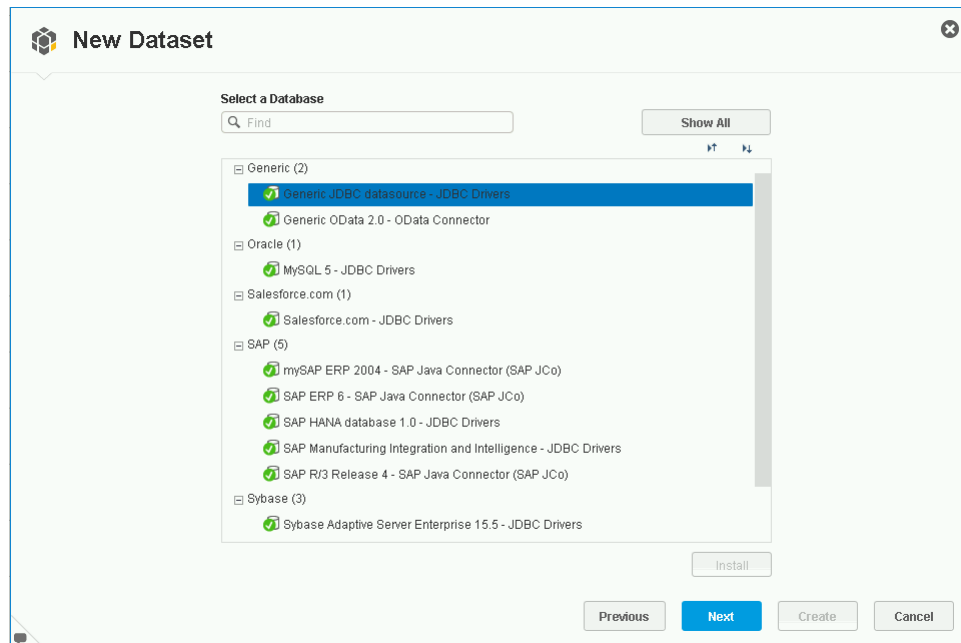 New Dataset
Select a Database
Find
Show All
Generic (2)
Generic JDBC datasource - JDBC Drivers
Generic OData 2.0 - OData Connector
Oracle (1)
MySQL 5 - JDBC Drivers
Salesforce.com (1)
Salesforce.com - JDBC Drivers
SAP (5)
mySAP ERP 2004 - SAP Java Connector (SAP JCo)
SAP ERP 6 - SAP Java Connector (SAP JCo)
SAP HANA database 1.0 - JDBC Drivers
SAP Manufacturing Integration and Intelligence - JDBC Drivers
SAP R/3 Release 4 - SAP Java Connector (SAP JCo)
Sybase (3)
Sybase Adaptive Server Enterprise 15.5 - JDBC Drivers
Install
Previous Next Create Cancel